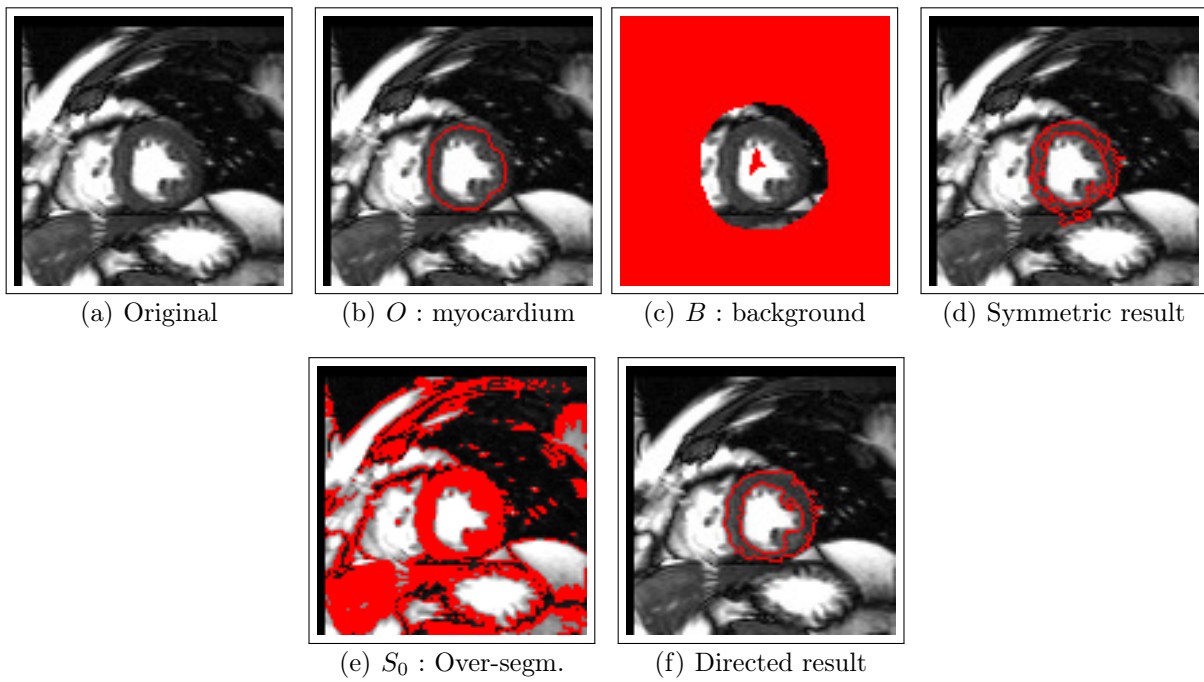 (a) Original
(b) O : myocardium
(c) B : background
(d) Symmetric result
(e) S₀ : Over-segm.
(f) Directed result